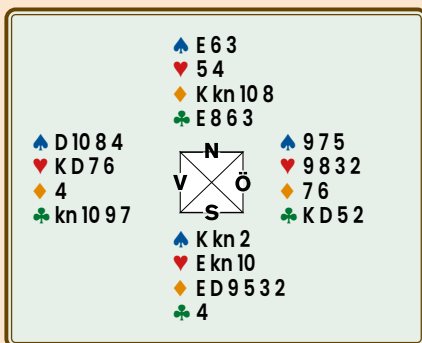 ♠ E 6 3
♥ 5 4
♦ K kn 10 8
♣ E 8 6 3
♠ D 10 8 4
♥ K D 7 6
♦ 4
♣ kn 10 9 7
N
V Ö
S
♠ 9 7 5
♥ 9 8 3 2
♦ 7 6
♣ K D 5 2
♠ K kn 2
♥ E kn 10
♦ E D 9 5 3 2
♣ 4